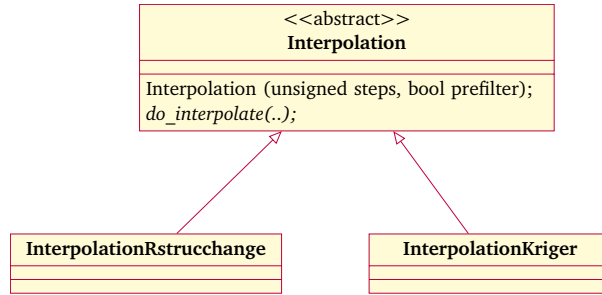 <<abstract>>
Interpolation
Interpolation (unsigned steps, bool prefilter);
do_interpolate(..);
InterpolationRstrucchange
InterpolationKriger